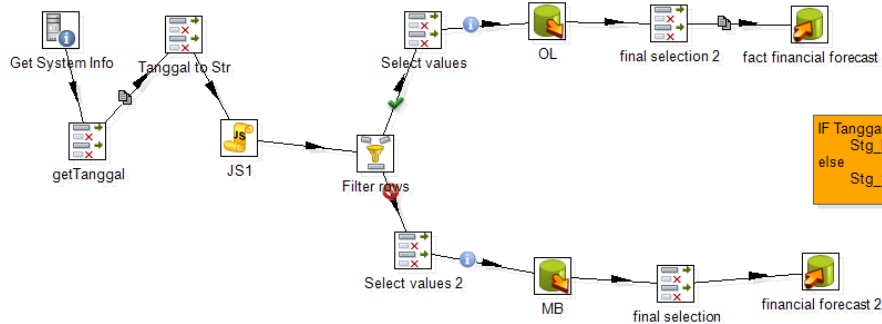 Get System Info
Tanggal to Str
Select values
OL
final selection 2
fact financial forecast
getTanggal
JS
JS1
Filter rows
IF Tangga
Stg_
else
Stg_
Select values 2
MB
final selection
financial forecast 2